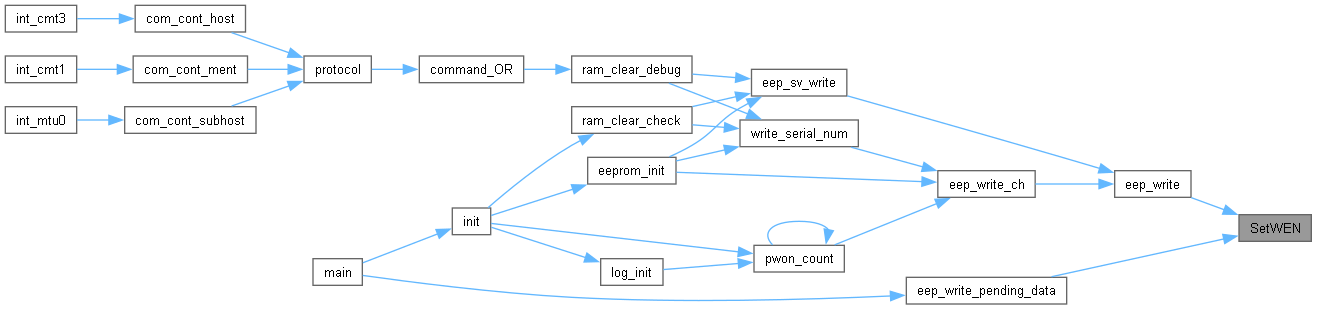 int_cmt3
com_cont_host
int_cmt1
com_cont_ment
protocol
command_OR
ram_clear_debug
eep_sv_write
int_mtu0
com_cont_subhost
ram_clear_check
write_serial_num
eeprom_init
eep_write_ch
eep_write
init
SetWEN
main
log_init
pwon_count
eep_write_pending_data